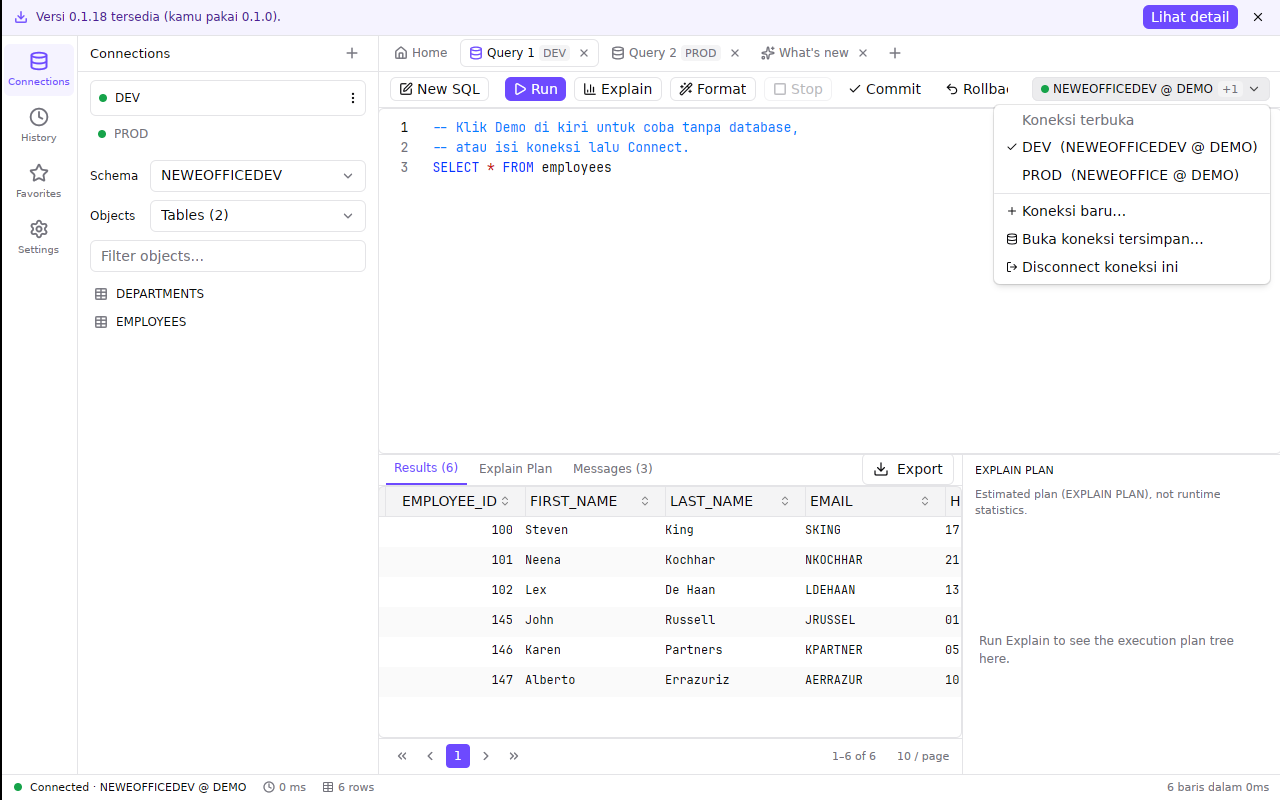 Versi 0.1.18 tersedia (kamu pakai 0.1.0).
Lihat detail
Connections
History
Favorites
Settings
Connections
DEV
PROD
Schema NEWEOFFICEDEV
Objects Tables (2)
Filter objects...
DEPARTMENTS
EMPLOYEES
Home Query 1 DEV Query 2 PROD What's new
New SQL Run Explain Format Stop Commit Rollba NEWEOFFICEDEV @ DEMO +1
Koneksi terbuka
DEV (NEWEOFFICEDEV @ DEMO)
PROD (NEWEOFFICE @ DEMO)
Koneksi baru...
Buka koneksi tersimpan...
Disconnect koneksi ini
1 -- Klik Demo di kiri untuk coba tanpa database,
2 -- atau isi koneksi lalu Connect.
3 SELECT * FROM employees
Results (6) Explain Plan Messages (3) Export
EMPLOYEE_ID FIRST_NAME LAST_NAME EMAIL H
100 Steven King SKING 17
101 Neena Kochhar NKOCHHAR 21
102 Lex De Haan LDEHAAN 13
145 John Russell JRUSSEL 01
146 Karen Partners KPARTNER 05
147 Alberto Errazuriz AERRAZUR 10
1 1–6 of 6 10 / page
EXPLAIN PLAN
Estimated plan (EXPLAIN PLAN), not runtime
statistics.
Run Explain to see the execution plan tree
here.
Connected · NEWEOFFICEDEV @ DEMO 0 ms 6 rows 6 baris dalam 0ms